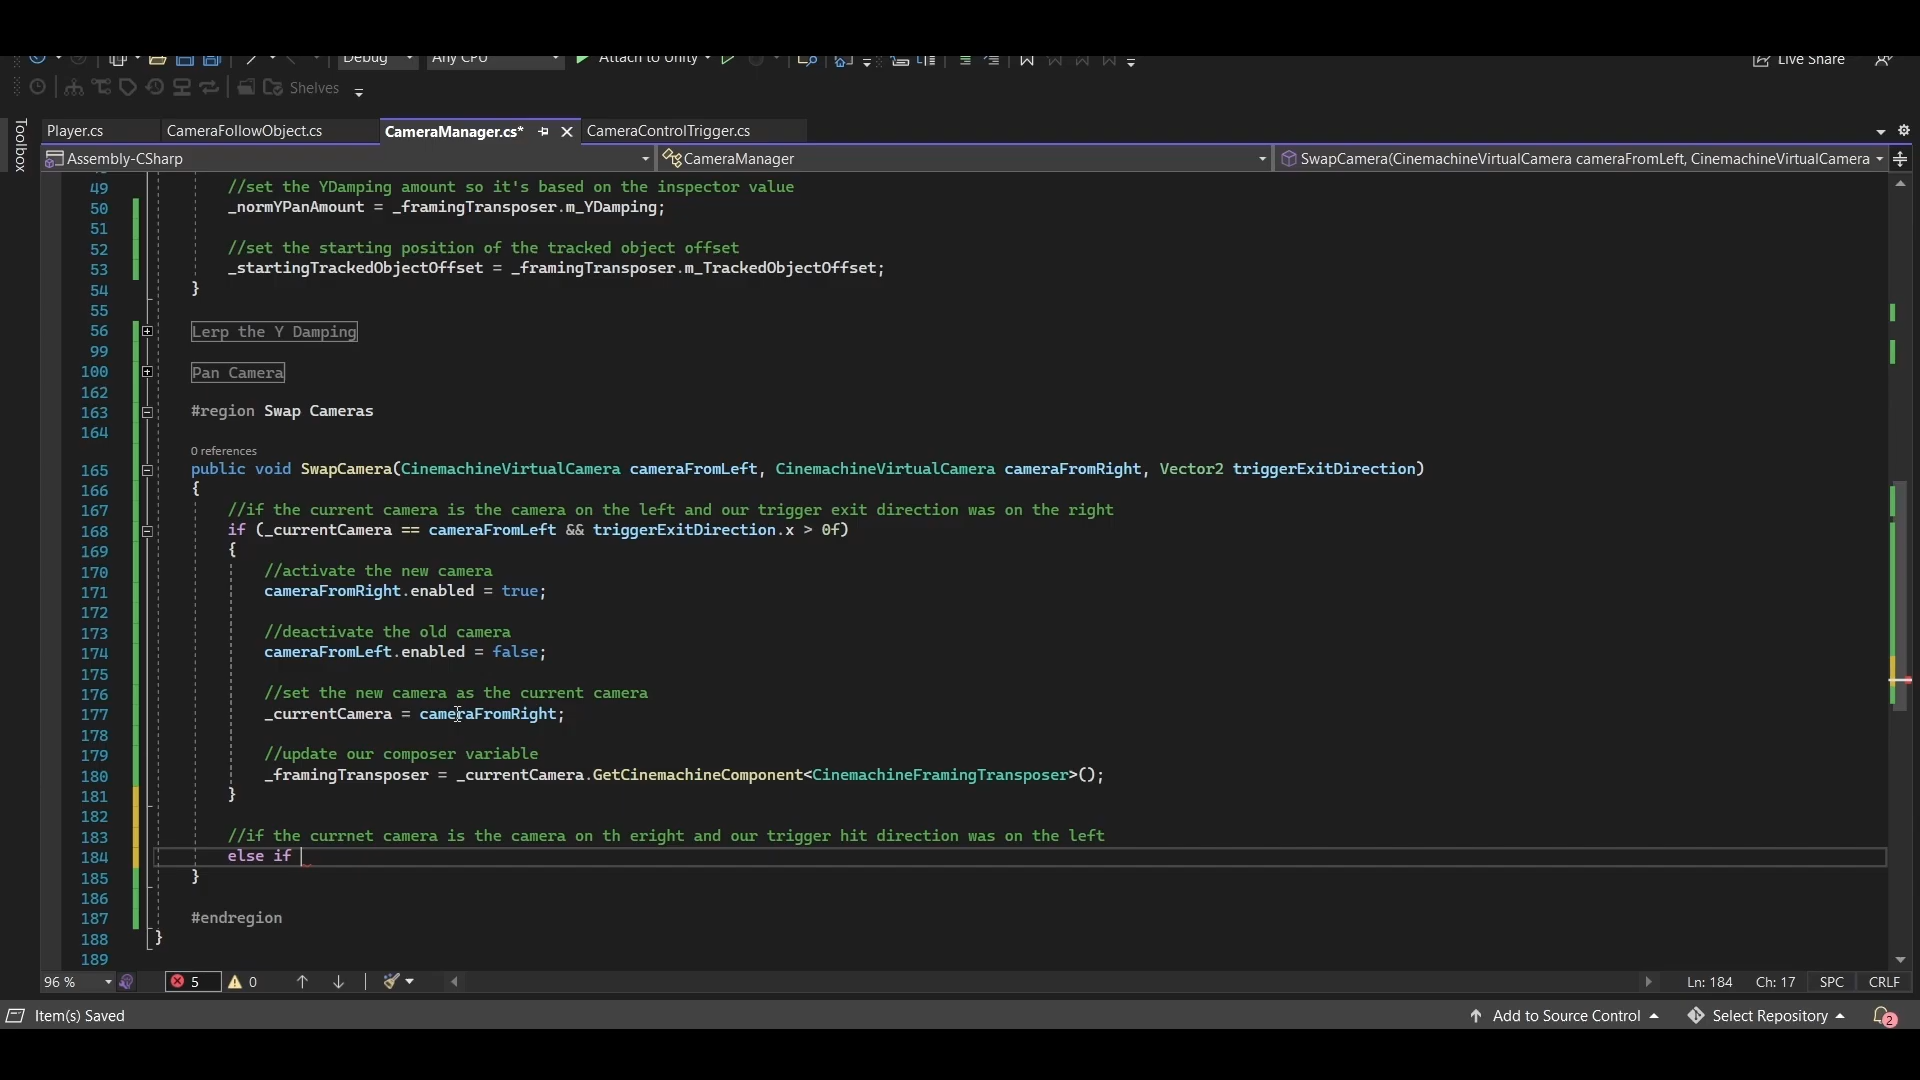 Debug Any CPU Attach to Unity Live Share
Shelves
Toolbox
Player.cs CameraFollowObject.cs CameraManager.cs* CameraControlTrigger.cs
Assembly-CSharp CameraManager SwapCamera(CinemachineVirtualCamera cameraFromLeft, CinemachineVirtualCamera
49 //set the YDamping amount so it's based on the inspector value
50 _normYPanAmount = _framingTransposer.m_YDamping;
51
52 //set the starting position of the tracked object offset
53 _startingTrackedObjectOffset = _framingTransposer.m_TrackedObjectOffset;
54 }
55
56 Lerp the Y Damping
99
100 Pan Camera
162
163 #region Swap Cameras
164
0 references
165 public void SwapCamera(CinemachineVirtualCamera cameraFromLeft, CinemachineVirtualCamera cameraFromRight, Vector2 triggerExitDirection)
166 {
167 //if the current camera is the camera on the left and our trigger exit direction was on the right
168 if (_currentCamera == cameraFromLeft && triggerExitDirection.x > 0f)
169 {
170 //activate the new camera
171 cameraFromRight.enabled = true;
172
173 //deactivate the old camera
174 cameraFromLeft.enabled = false;
175
176 //set the new camera as the current camera
177 _currentCamera = cameraFromRight;
178
179 //update our composer variable
180 _framingTransposer = _currentCamera.GetCinemachineComponent<CinemachineFramingTransposer>();
181 }
182
183 //if the currnet camera is the camera on th eright and our trigger hit direction was on the left
184 else if
185 }
186
187 #endregion
188 }
189
96 % 5 0 Ln: 184 Ch: 17 SPC CRLF
Item(s) Saved Add to Source Control Select Repository 2